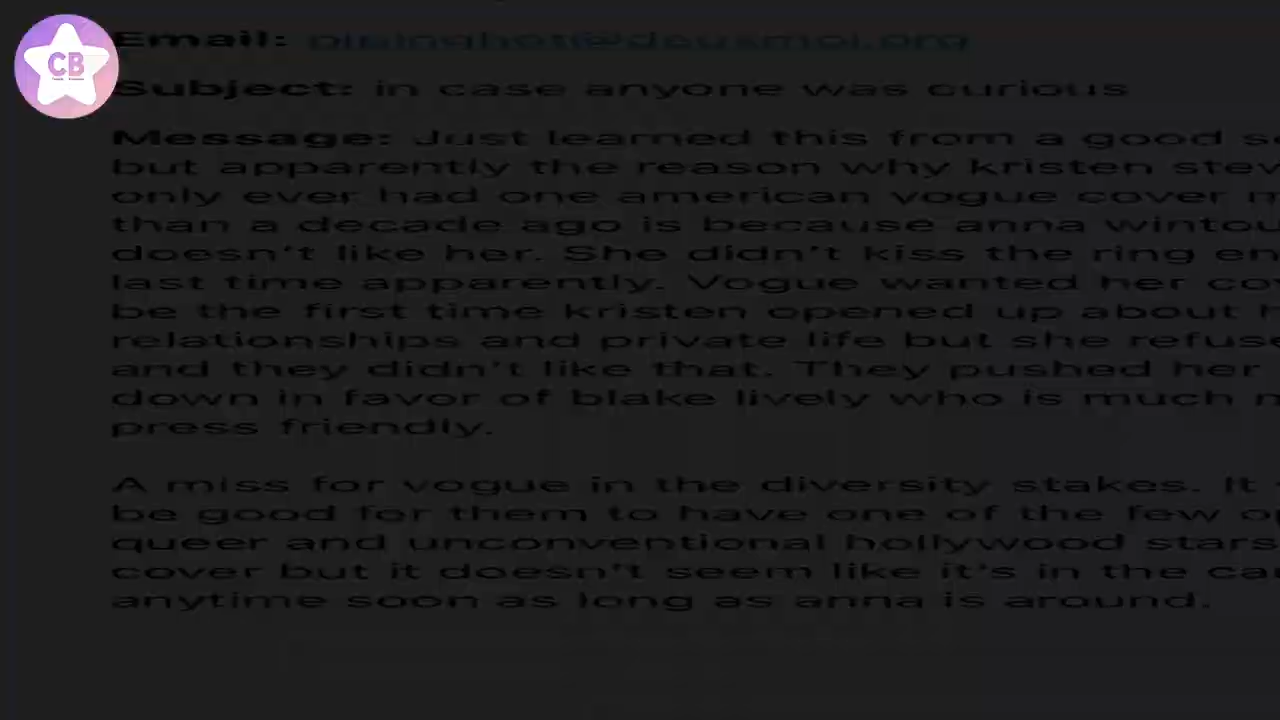 CB
Email: @deuxmoi.org
Subject: in case anyone was curious
Message: Just learned this from a good
but apparently the reason why kristen
only ever had one american vogue cover
than a decade ago is because anna
doesn't like her. She didn't kiss the ring
last time apparently. Vogue wanted her
be the first time kristen opened up about
relationships and private life but she
and they didn't like that. They pushed her
down in favor of blake lively who is much
press friendly.
A miss for vogue in the diversity stakes. It
be good for them to have one of the few
queer and unconventional hollywood stars
cover but it doesn't seem like it's in the
anytime soon as long as anna is around.